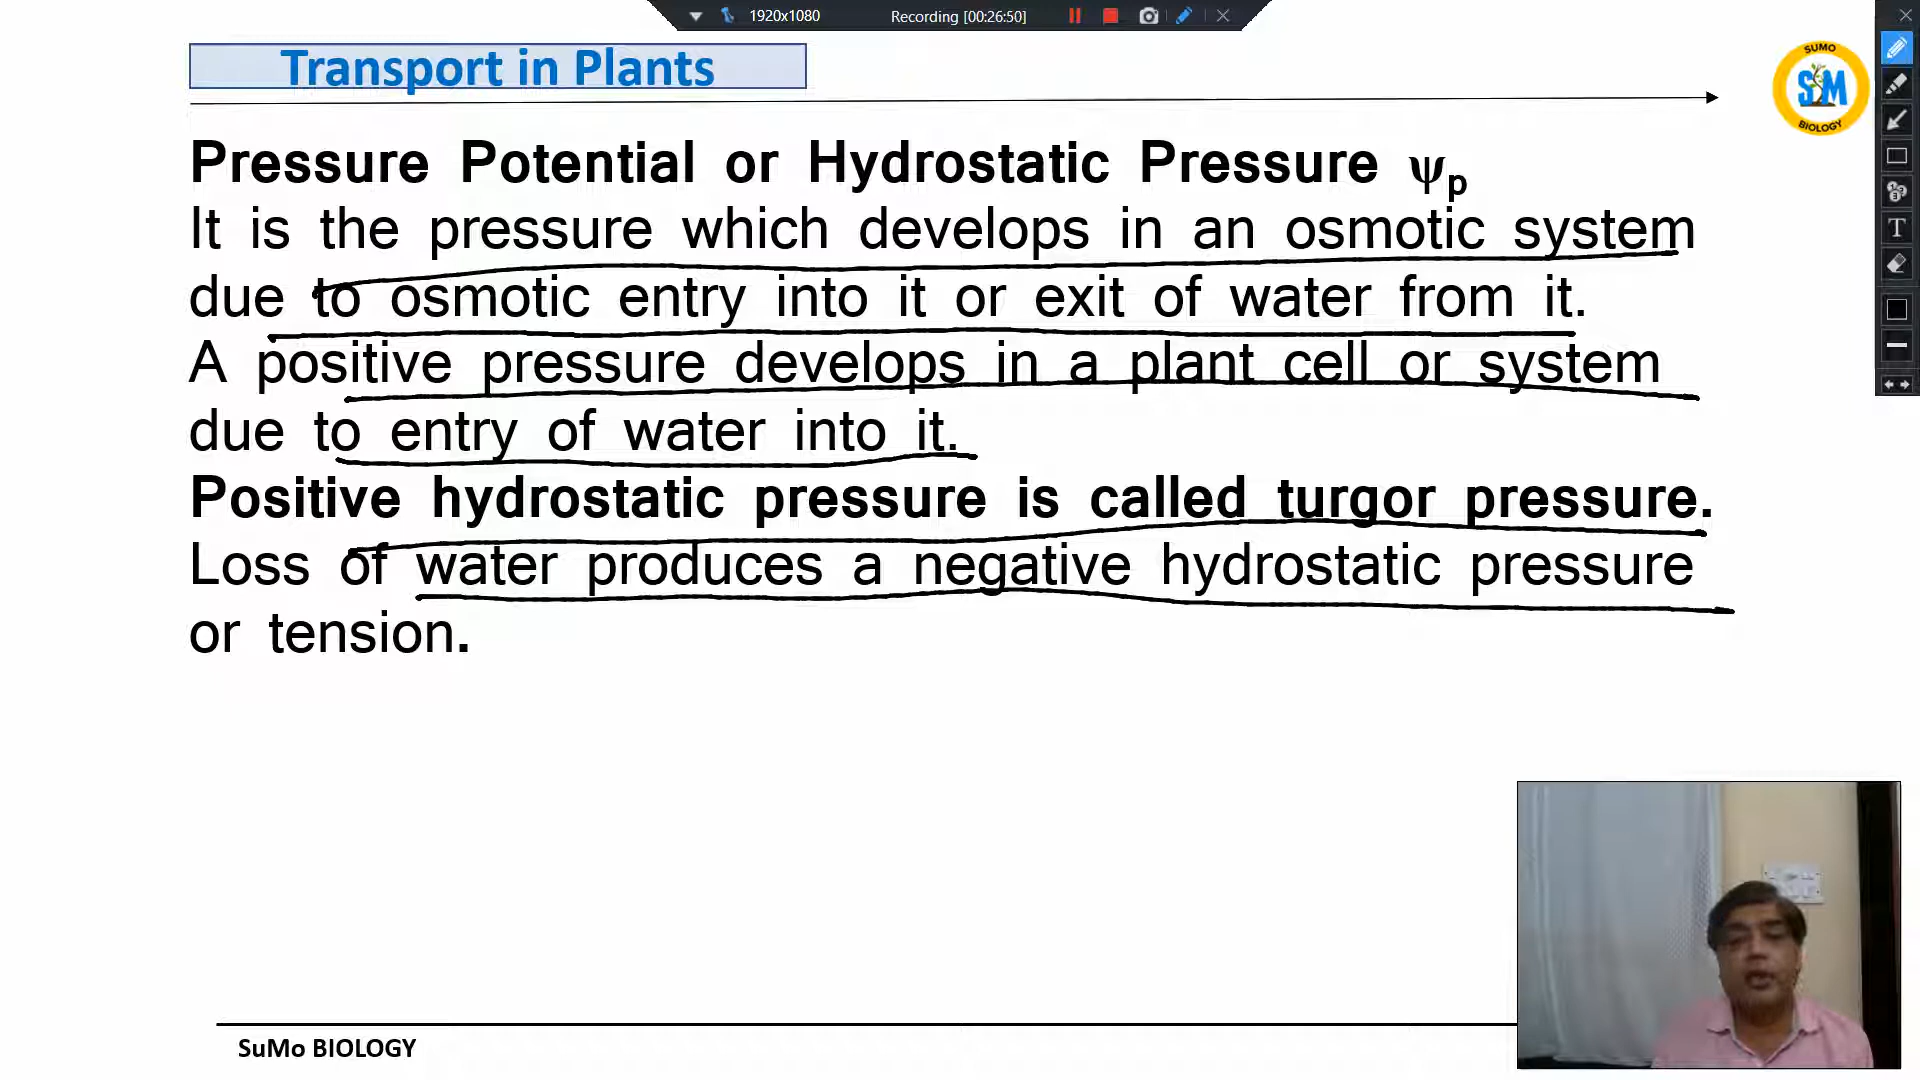 1920x1080
Recording [00:26:50]
Transport in Plants
SUMO
SM
BIOLOGY
Pressure Potential or Hydrostatic Pressure ψp
It is the pressure which develops in an osmotic system
due to osmotic entry into it or exit of water from it.
A positive pressure develops in a plant cell or system
due to entry of water into it.
Positive hydrostatic pressure is called turgor pressure.
Loss of water produces a negative hydrostatic pressure
or tension.
SuMo BIOLOGY